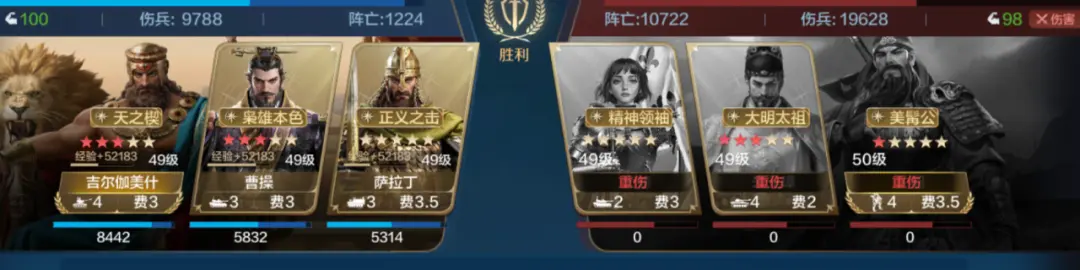 100 伤兵: 9788 阵亡:1224
胜利
阵亡:10722 伤兵:19628 98 伤害
天之楔
经验+52183 49级
吉尔伽美什
4 费3
8442
枭雄本色
经验+52183 49级
曹操
3 费3
5832
正义之击
49级
萨拉丁
3 费3.5
5314
精神领袖
49级
重伤
2 费3
0
大明太祖
49级
重伤
4 费2
0
美髯公
50级
重伤
4 费3.5
0